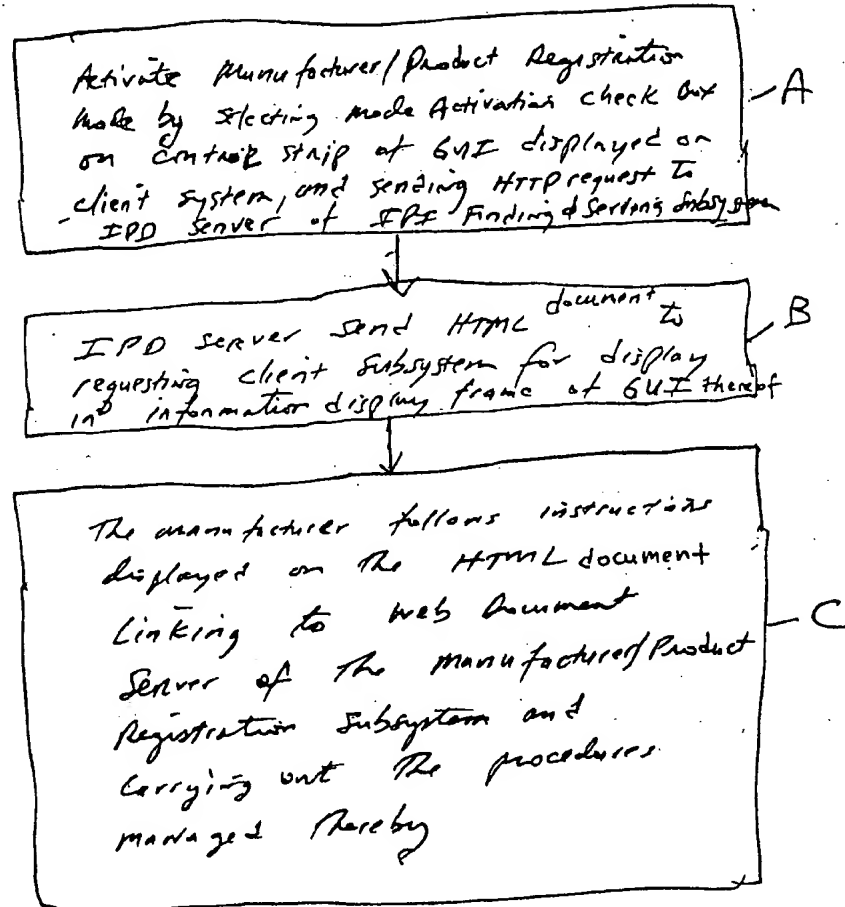 Activate Manufacturer/Product Registration
Mode by selecting Mode Activation check box
on control strip of GUI displayed on
client system, and sending HTTP request to
IPD server of IPI Finding & Serving Subsystem
A
IPD server send HTML document to
requesting client subsystem for display
in information display frame of GUI thereof
B
The manufacturer follows instructions
displayed on the HTML document
Linking to web Document
Server of The manufacturer/Product
Registration subsystem and
Carrying out The procedures
managed Thereby
C